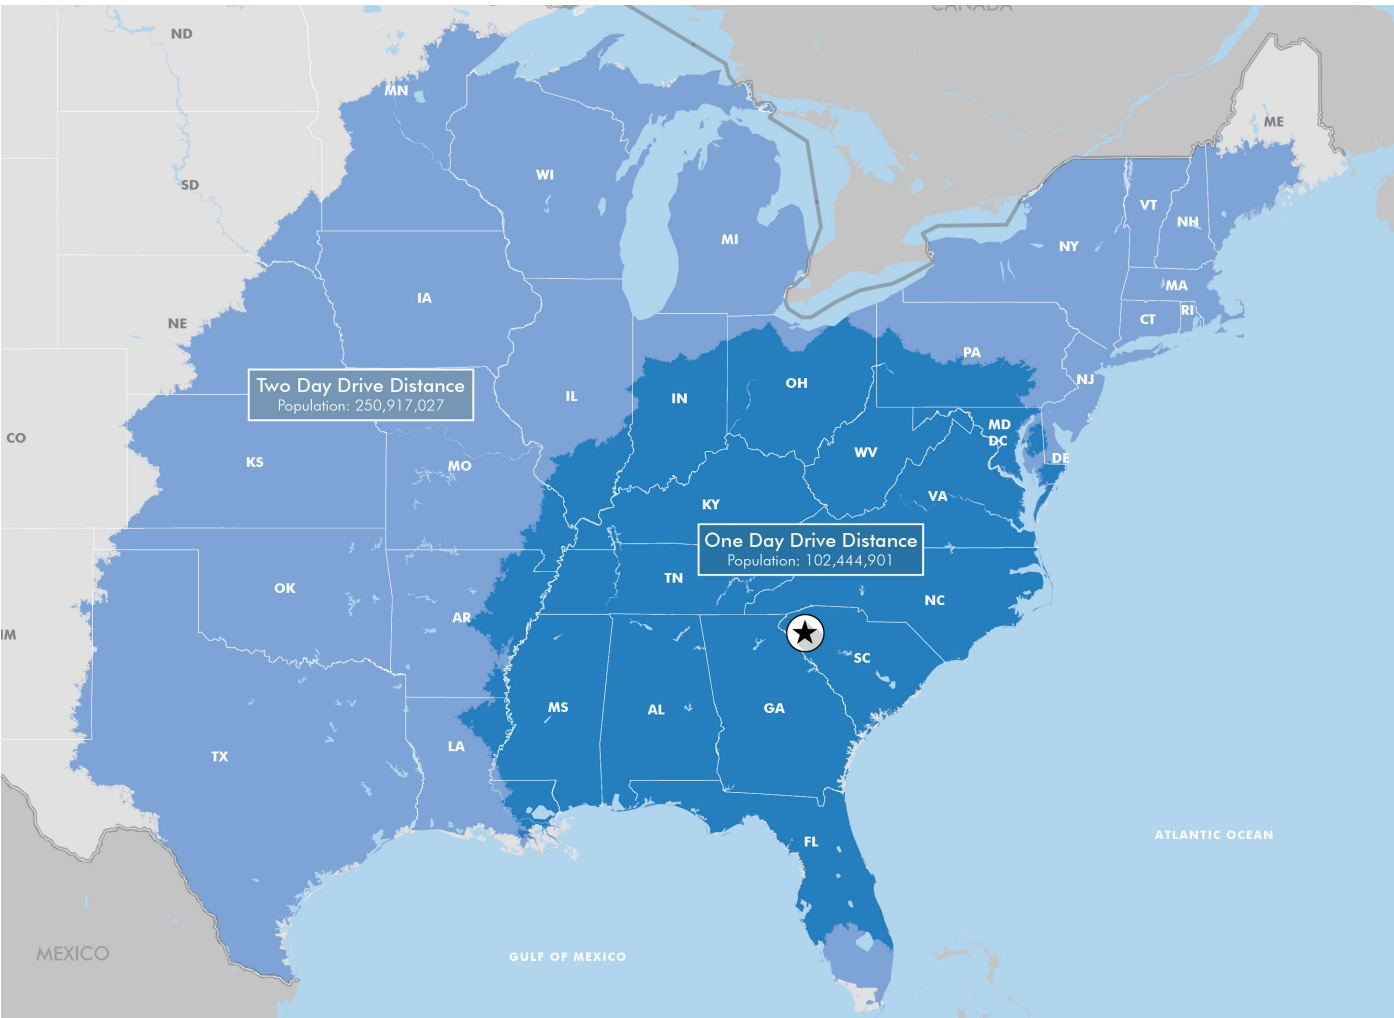 CANADA
ND
MN
ME
WI
SD
VT
NH
MI
NY
MA
IA
RI
CT
NE
PA
NJ
OH
Two Day Drive Distance
Population: 250,917,027
IL
IN
MD
DC
CO
WV
DE
KS
MO
VA
KY
One Day Drive Distance
Population: 102,444,901
TN
OK
NC
AR
IM
SC
MS
AL
GA
LA
TX
ATLANTIC OCEAN
FL
MEXICO
GULF OF MEXICO